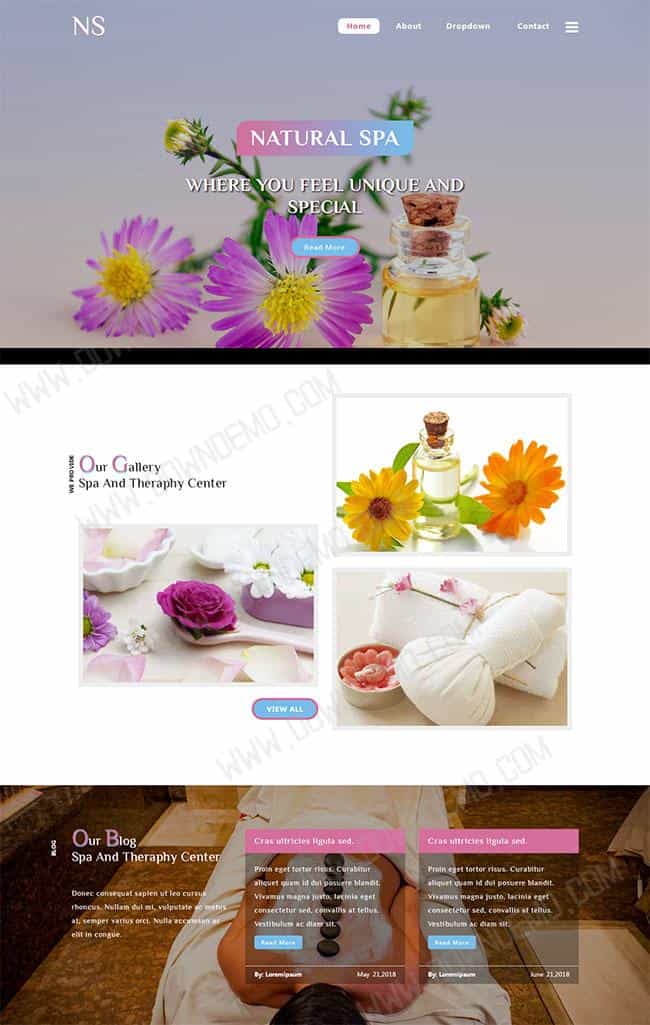 NS
Home About Dropdown Contact
NATURAL SPA
WHERE YOU FEEL UNIQUE AND
SPECIAL
Read More
WWW.DOWNDEMO.COM
WE PROVIDE
Our Gallery
Spa And Theraphy Center
WWW.DOWNDEMO.COM
VIEW ALL
WWW.DOWNDEMO.COM
BLOG
Our Blog
Spa And Theraphy Center
Donec consequat sapien ut leo cursus
rhoncus. Nullam dui mi, vulputate ac metus
at, semper varius orci. Nulla accumsan ac
elit in congue.
Cras ultricies ligula sed.
Proin eget tortor risus. Curabitur
aliquet quam id dui posuere blandit.
Vivamus magna justo, lacinia eget
consectetur sed, convallis at tellus.
Vestibulum ac diam sit.
Read More
By: Loremipsum May 21,2018
Cras ultricies ligula sed.
Proin eget tortor risus. Curabitur
aliquet quam id dui posuere blandit.
Vivamus magna justo, lacinia eget
consectetur sed, convallis at tellus.
Vestibulum ac diam sit.
Read More
By: Loremipsum June 21,2018